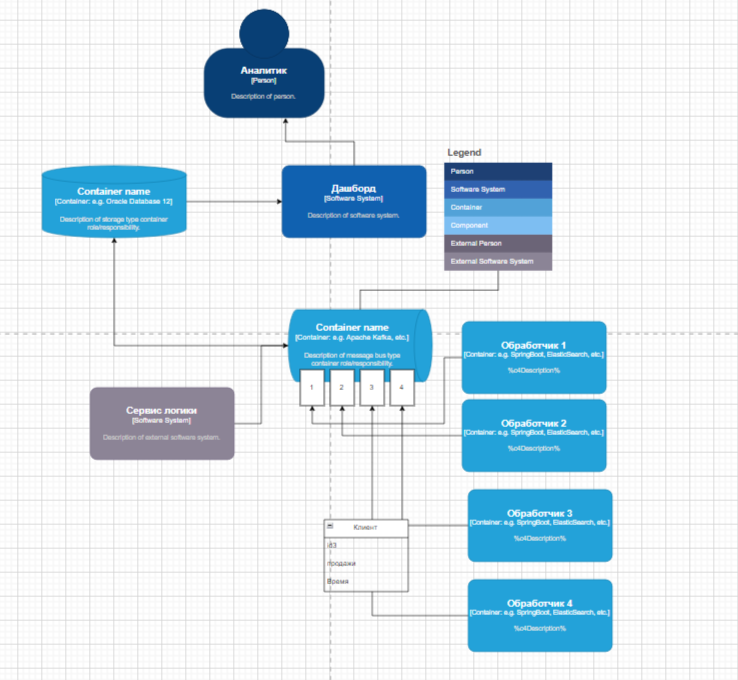 Аналитик
[Person]
Description of person.
Container name
[Container: e.g. Oracle Database 12]
Description of storage type container
role/responsibility.
Дашборд
[Software System]
Description of software system.
Legend
Person
Software System
Container
Component
External Person
External Software System
Container name
[Container: e.g. Apache Kafka, etc.]
Description of message bus type
container role/responsibility.
1
2
3
4
Сервис логики
[Software System]
Description of external software system.
Обработчик 1
[Container: e.g. SpringBoot, ElasticSearch, etc.]
%c4Description%
Обработчик 2
[Container: e.g. SpringBoot, ElasticSearch, etc.]
%c4Description%
Обработчик 3
[Container: e.g. SpringBoot, ElasticSearch, etc.]
%c4Description%
Клиент
id3
продажи
Время
Обработчик 4
[Container: e.g. SpringBoot, ElasticSearch, etc.]
%c4Description%